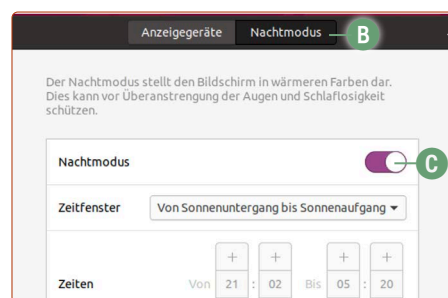 Anzeigegeräte Nachtmodus B
Der Nachtmodus stellt den Bildschirm in wärmeren Farben dar.
Dies kann vor Überanstrengung der Augen und Schlaflosigkeit
schützen.
Nachtmodus C
Zeitfenster Von Sonnenuntergang bis Sonnenaufgang
+ + + +
Zeiten Von 21 : 02 Bis 05 : 20